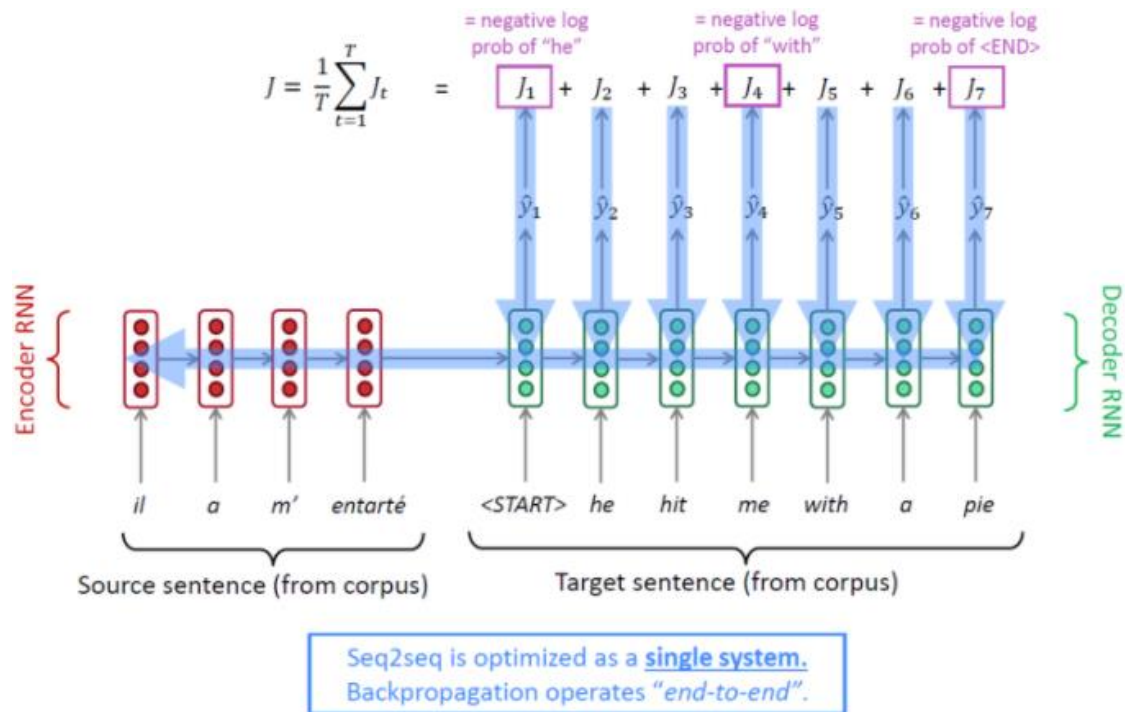 = negative log
prob of “he”
= negative log
prob of “with”
= negative log
prob of <END>
J = 1/T ∑_{t=1}^{T} J_t = J₁ + J₂ + J₃ + J₄ + J₅ + J₆ + J₇
ŷ₁ ŷ₂ ŷ₃ ŷ₄ ŷ₅ ŷ₆ ŷ₇
Encoder RNN
Decoder RNN
il a m’ entarté <START> he hit me with a pie
Source sentence (from corpus)
Target sentence (from corpus)
Seq2seq is optimized as a single system.
Backpropagation operates “end-to-end”.